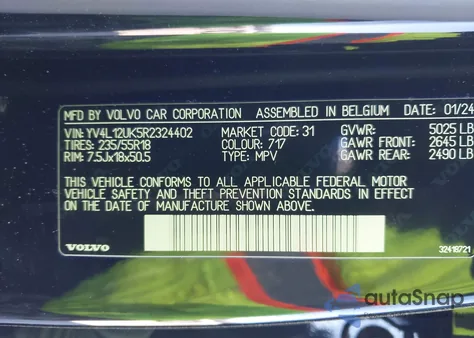 MFD BY VOLVO CAR CORPORATION ASSEMBLED IN BELGIUM DATE: 01/24
VIN: YV4L12UK5R2324402 MARKET CODE: 31 GVWR: 5025 LB
TIRES: 235/55R18 COLOUR: 717 GAWR FRONT: 2645 LB
RIM: 7.5Jx18x50.5 TYPE: MPV GAWR REAR: 2490 LB
THIS VEHICLE CONFORMS TO ALL APPLICABLE FEDERAL MOTOR
VEHICLE SAFETY AND THEFT PREVENTION STANDARDS IN EFFECT
ON THE DATE OF MANUFACTURE SHOWN ABOVE.
VOLVO 32418721
autoSnap